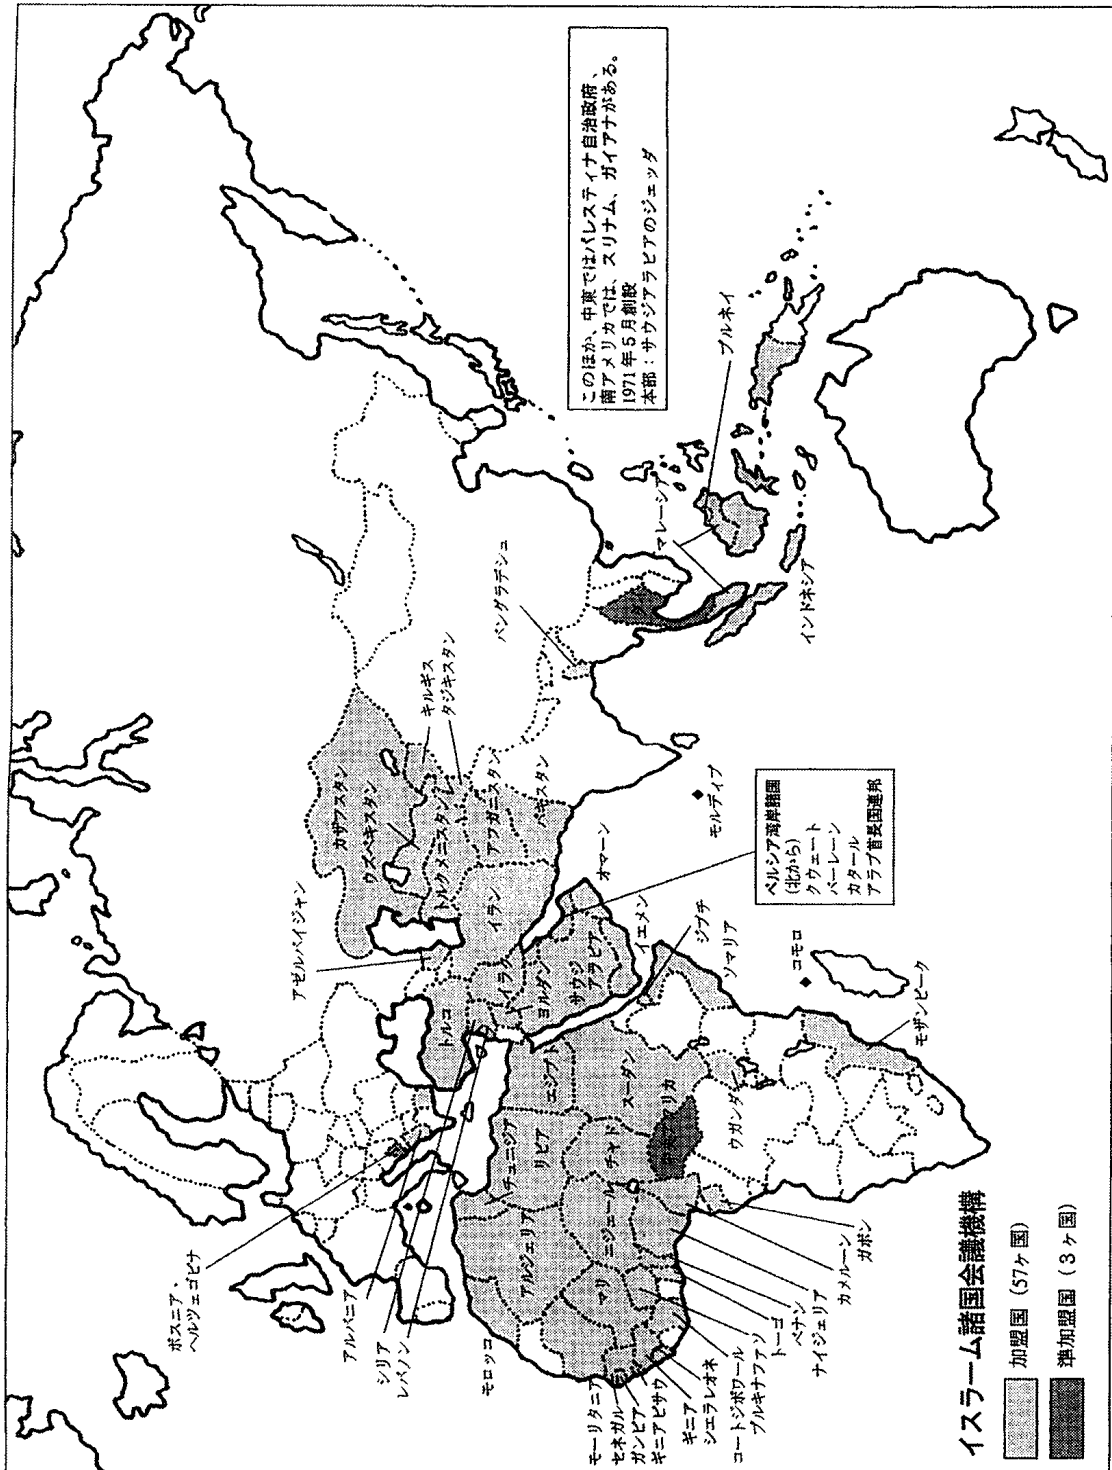 イスラーム諸国会議機構
加盟国（57ヶ国）
準加盟国（3ヶ国）
このほか、中東ではパレスティナ自治政府、
南アメリカでは、スリナム、ガイアナがある。
1971年5月創設
本部：サウジアラビアのジェッダ
ペルシア湾岸諸国
(北から)
クウェート
バーレーン
カタール
アラブ首長国連邦
ボスニア、
ヘルツェゴビナ
アルバニア
シリア
レバノン
モロッコ
モーリタニア
セネガル
ガンビア
ギニアビサウ
ギニア
シエラレオネ
コートジボワール
ブルキナファソ
トーゴ
ベナン
ナイジェリア
カメルーン
ガボン
アルジェリア
マリ
ニジェール
チュニジア
リビア
チャド
エジプト
スーダン
中央アフリカ
ウガンダ
モザンビーク
コモロ
ソマリア
ジブチ
イエメン
オマーン
サウジ
アラビア
ヨルダン
イラク
トルコ
イラン
アゼルバイジャン
カザフスタン
ウズベキスタン
トルクメニスタン
キルギス
タジキスタン
アフガニスタン
パキスタン
モルディブ
バングラデシュ
タイ
マレーシア
ブルネイ
インドネシア